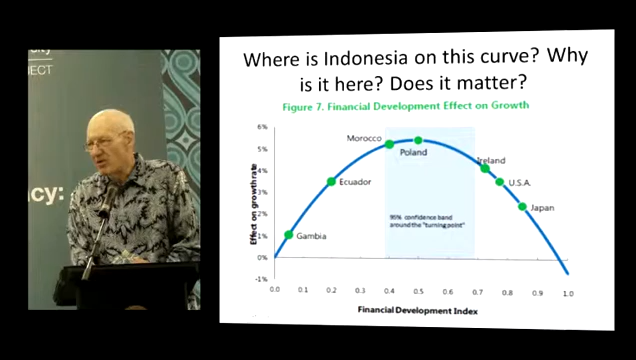 ity
JECT
cy:
Where is Indonesia on this curve? Why
is it here? Does it matter?
Figure 7. Financial Development Effect on Growth
Effect on growth rate
6%
5%
4%
3%
2%
1%
0%
-1%
Morocco
Poland
Ireland
Ecuador
U.S.A.
Japan
95% confidence band
around the "turning point"
Gambia
0.0 0.1 0.2 0.3 0.4 0.5 0.6 0.7 0.8 0.9 1.0
Financial Development Index